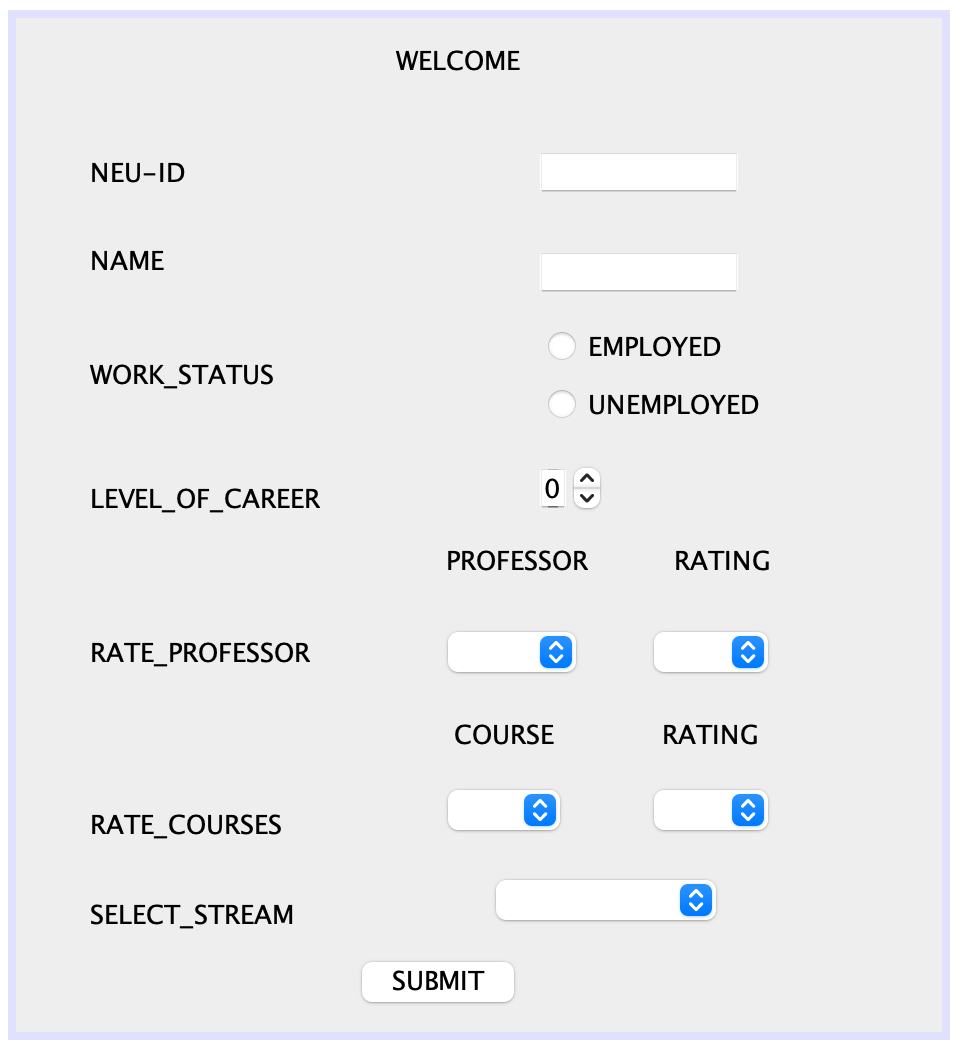 WELCOME
NEU-ID
NAME
EMPLOYED
WORK_STATUS
UNEMPLOYED
LEVEL_OF_CAREER 0
PROFESSOR RATING
RATE_PROFESSOR
COURSE RATING
RATE_COURSES
SELECT_STREAM
SUBMIT